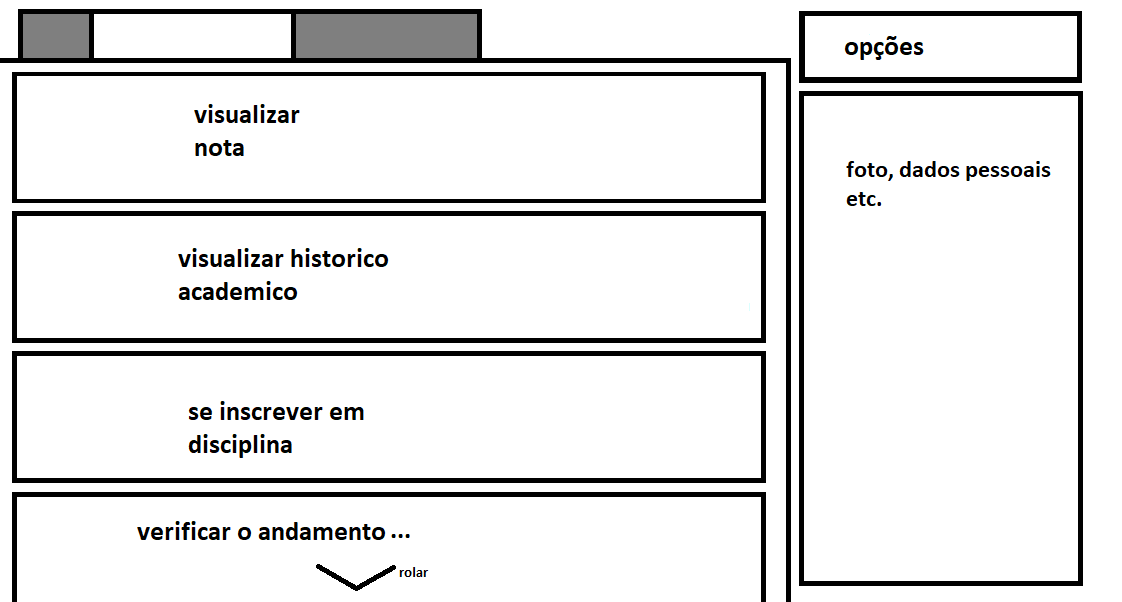 opções
visualizar
nota
foto, dados pessoais
etc.
visualizar historico
academico
se inscrever em
disciplina
verificar o andamento ...
rolar